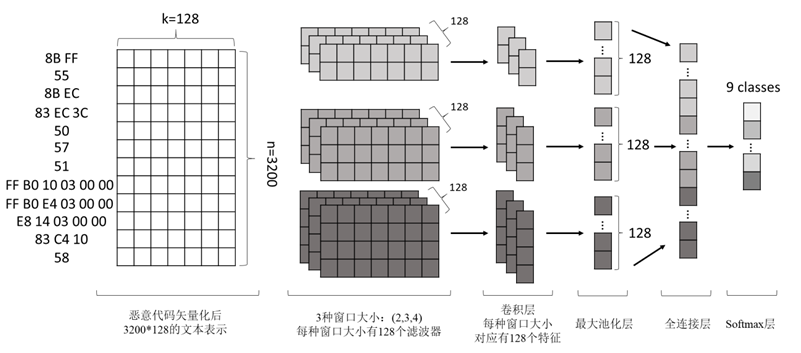 k=128
8B FF
55
8B EC
83 EC 3C
50
57
51
FF B0 10 03 00 00
FF B0 E4 03 00 00
E8 14 03 00 00
83 C4 10
58
n=3200
128
128
128
128
128
128
9 classes
恶意代码矢量化后
3200*128的文本表示
3种窗口大小：(2,3,4)
每种窗口大小有128个滤波器
卷积层
每种窗口大小
对应有128个特征
最大池化层
全连接层
Softmax层